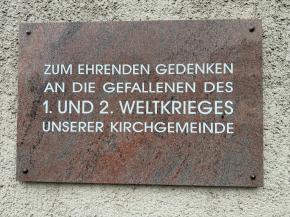 ZUM EHRENDEN GEDENKEN
AN DIE GEFALLENEN DES
1. UND 2. WELTKRIEGES
UNSERER KIRCHGEMEINDE